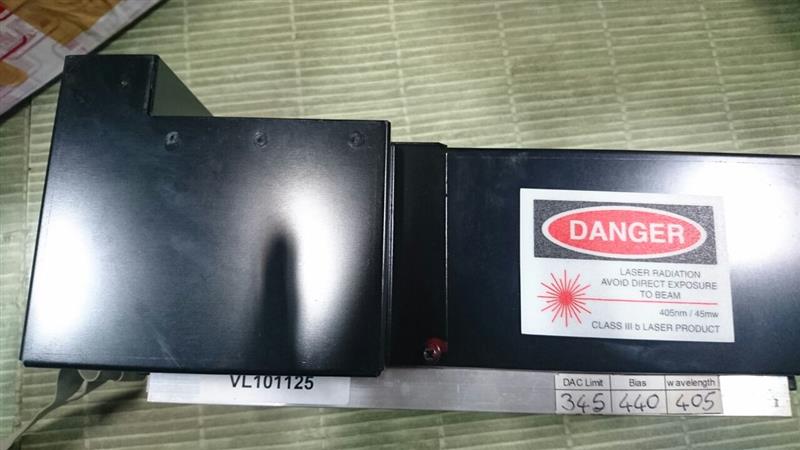 DANGER
LASER RADIATION
AVOID DIRECT EXPOSURE
TO BEAM
405nm / 45mw
CLASS III b LASER PRODUCT
VL101125
DAC Limit Bias wavelength
345 440 405